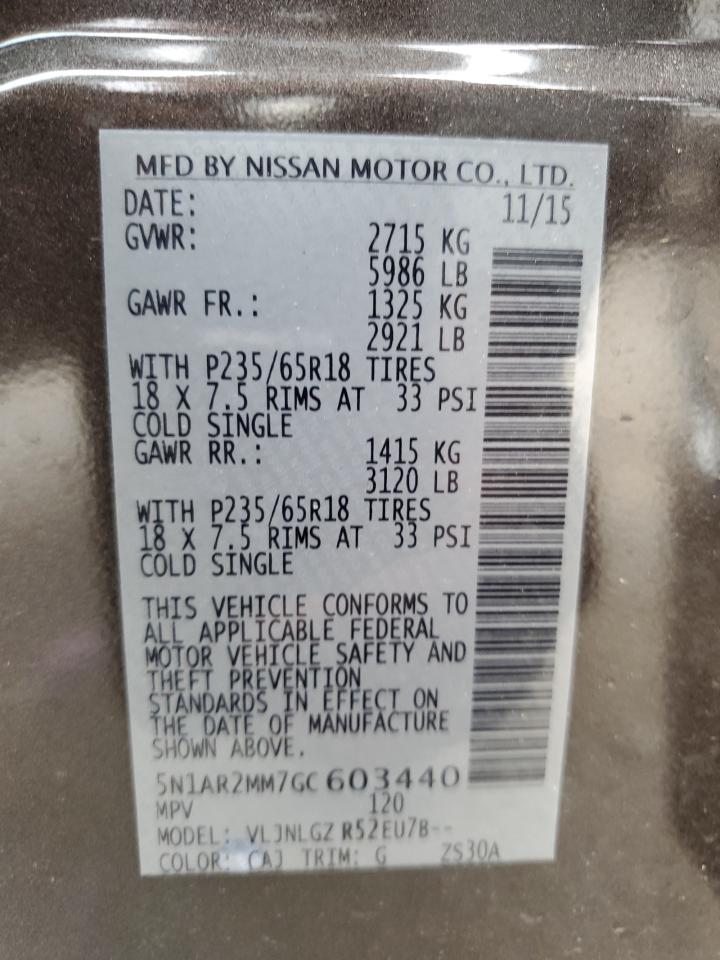 MFD BY NISSAN MOTOR CO., LTD.
DATE: 11/15
GVWR: 2715 KG
5986 LB
GAWR FR.: 1325 KG
2921 LB
WITH P235/65R18 TIRES
18 X 7.5 RIMS AT 33 PSI
COLD SINGLE
GAWR RR.: 1415 KG
3120 LB
WITH P235/65R18 TIRES
18 X 7.5 RIMS AT 33 PSI
COLD SINGLE
THIS VEHICLE CONFORMS TO
ALL APPLICABLE FEDERAL
MOTOR VEHICLE SAFETY AND
THEFT PREVENTION
STANDARDS IN EFFECT ON
THE DATE OF MANUFACTURE
SHOWN ABOVE.
5N1AR2MM7GC603440
MPV 120
MODEL: VLJNLGZ R52EU7B--
COLOR: CAJ TRIM: G ZS30A